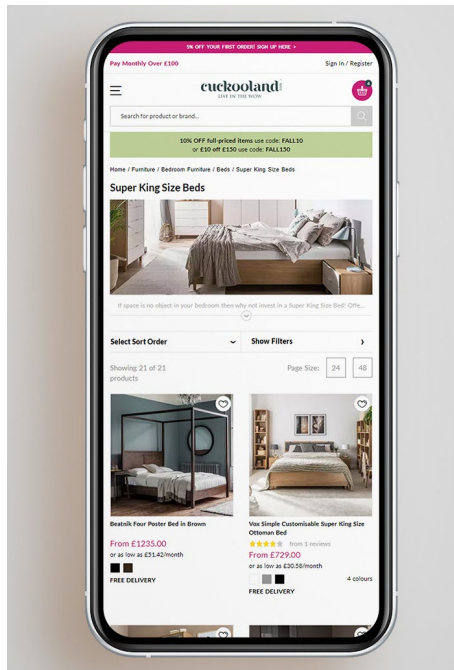 5% OFF YOUR FIRST ORDER! SIGN UP HERE >
Pay Monthly Over £100
Sign In / Register
cuckooland
LIVE IN THE WOW
Search for product or brand...
10% OFF full-priced items use code: FALL10
or £10 off £150 use code: FALL150
Home / Furniture / Bedroom Furniture / Beds / Super King Size Beds
Super King Size Beds
If space is no object in your bedroom then why not invest in a Super King Size Bed! Offe...
Select Sort Order
Show Filters
Showing 21 of 21
products
Page Size: 24 48
Beatnik Four Poster Bed in Brown
From £1235.00
or as low as £51.42/month
FREE DELIVERY
Vox Simple Customisable Super King Size
Ottoman Bed
from 1 reviews
From £729.00
or as low as £30.58/month
4 colours
FREE DELIVERY